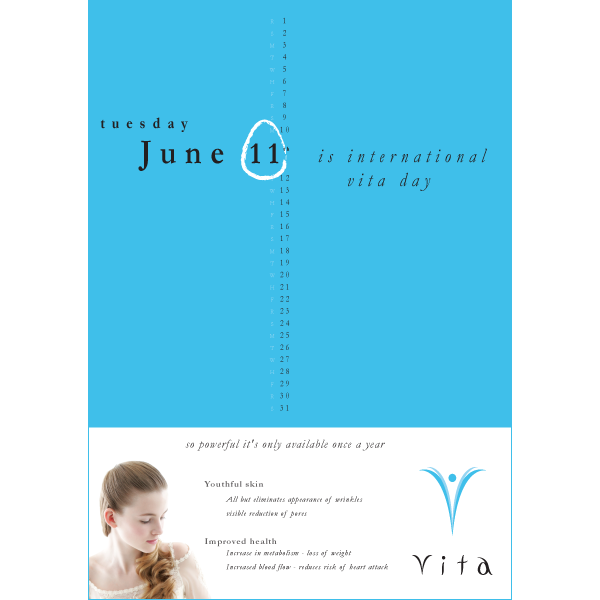 1
2
3
4
5
6
7
8
9
10
tuesday
June 11
is international
vita day
12
13
14
15
16
17
18
19
20
21
22
23
24
25
26
27
28
29
30
31
so powerful it's only available once a year
Youthful skin
All but eliminates appearance of wrinkles
visible reduction of pores
Improved health
Increase in metabolism - loss of weight
Increased blood flow - reduces risk of heart attack
Vita